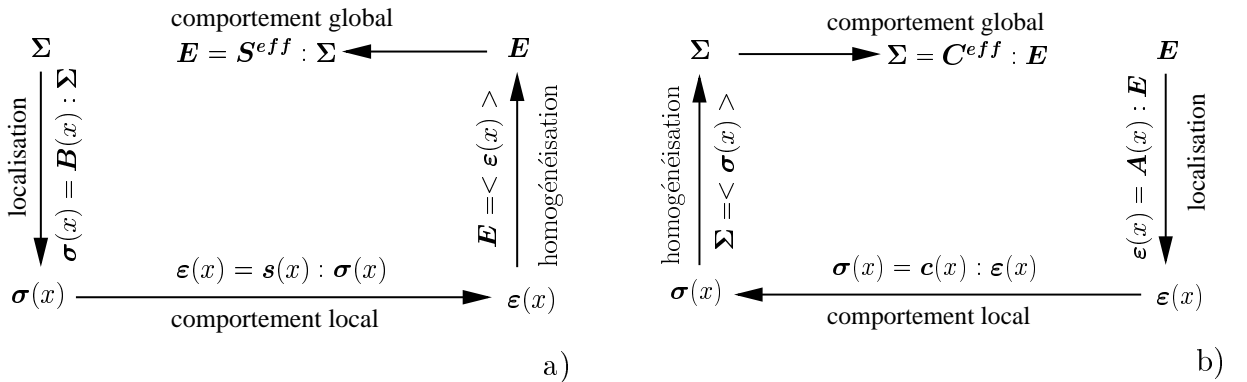 comportement global
Σ
E = S^{eff} : Σ
E
localisation
σ(x) = B(x) : Σ
E =< ε(x) >
homogénéisation
ε(x) = s(x) : σ(x)
σ(x)
ε(x)
comportement local
a)
comportement global
Σ
Σ = C^{eff} : E
E
homogénéisation
Σ =< σ(x) >
ε(x) = A(x) : E
localisation
σ(x) = c(x) : ε(x)
σ(x)
ε(x)
comportement local
b)